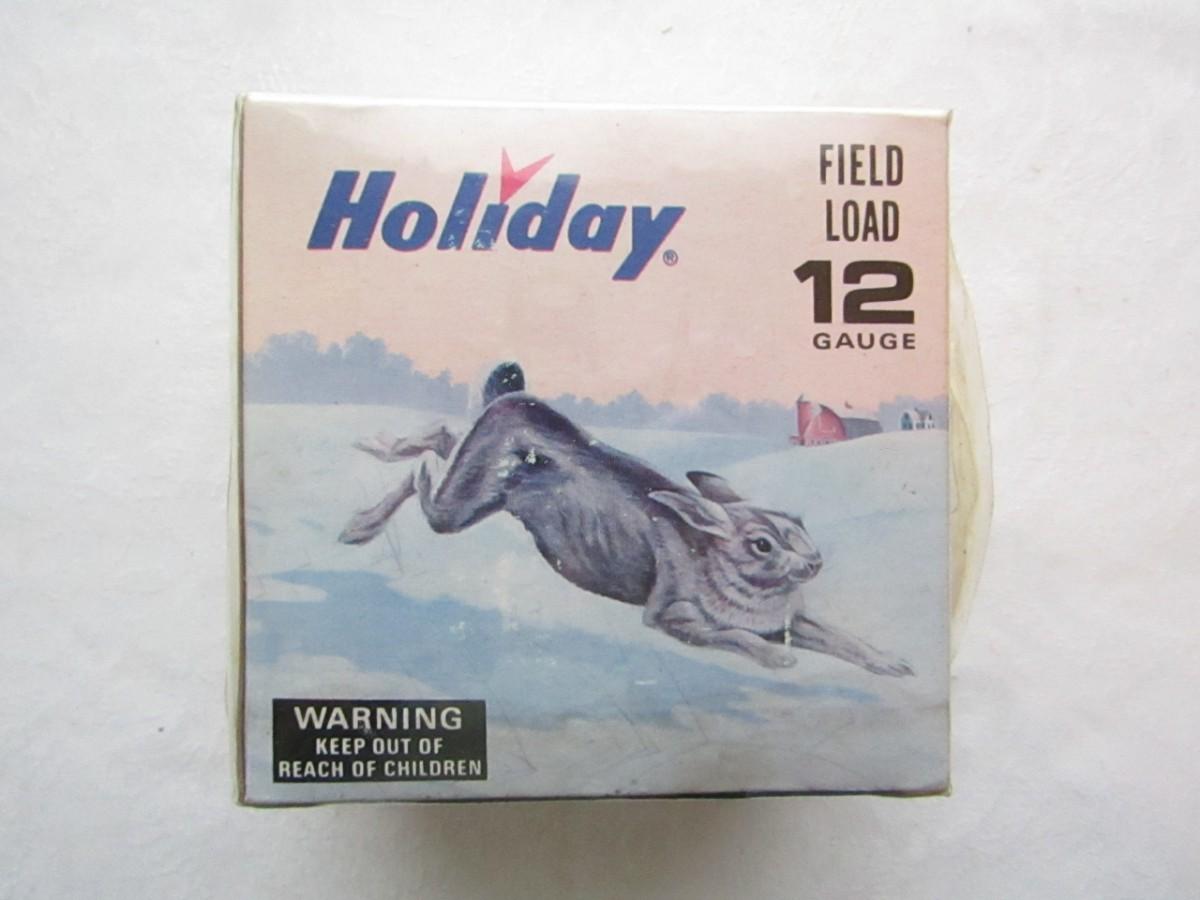 Holiday®
FIELD
LOAD
12
GAUGE
WARNING
KEEP OUT OF
REACH OF CHILDREN